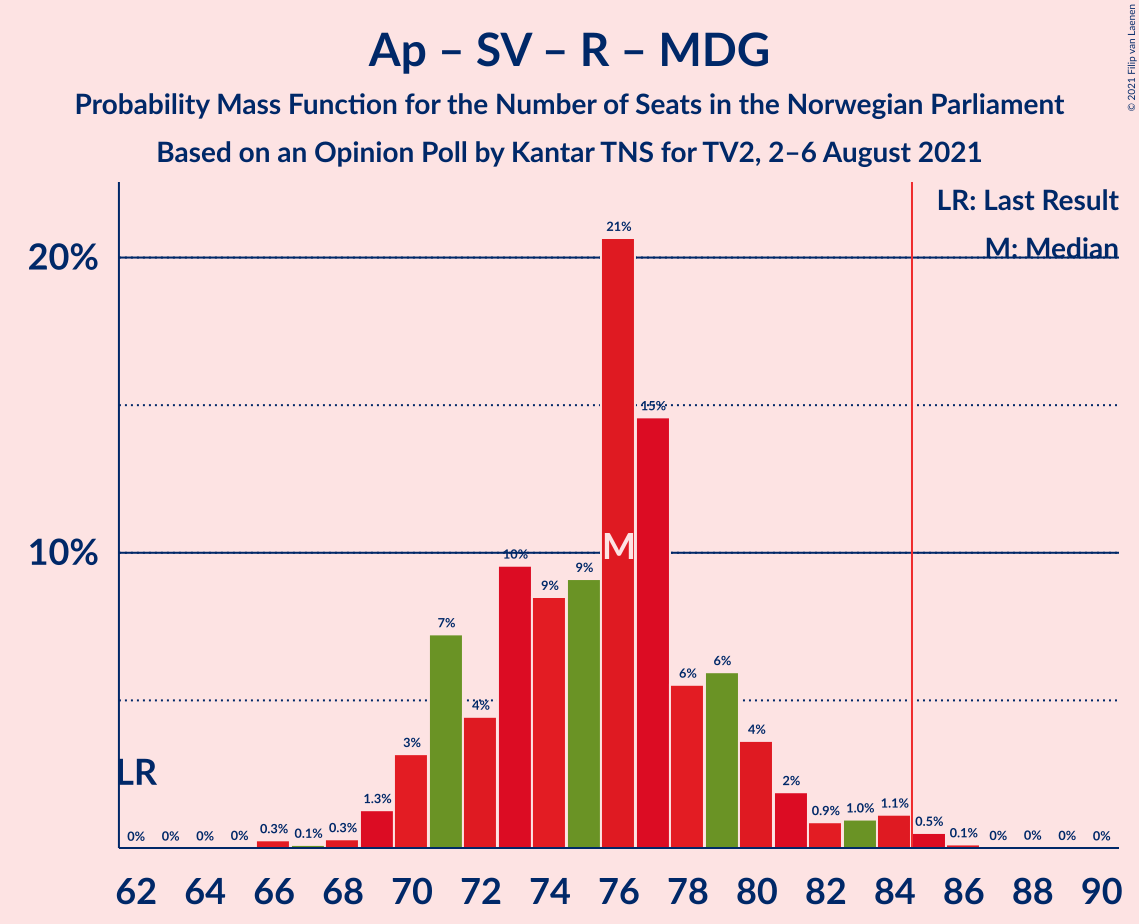 Ap – SV – R – MDG
Probability Mass Function for the Number of Seats in the Norwegian Parliament
Based on an Opinion Poll by Kantar TNS for TV2, 2–6 August 2021
© 2021 Filip van Laenen
LR: Last Result
M: Median
20%
10%
LR
M
0% 0% 0% 0% 0.3% 0.1% 0.3% 1.3% 3% 7% 4% 10% 9% 9% 21% 15% 6% 6% 4% 2% 0.9% 1.0% 1.1% 0.5% 0.1% 0% 0% 0% 0%
62 64 66 68 70 72 74 76 78 80 82 84 86 88 90